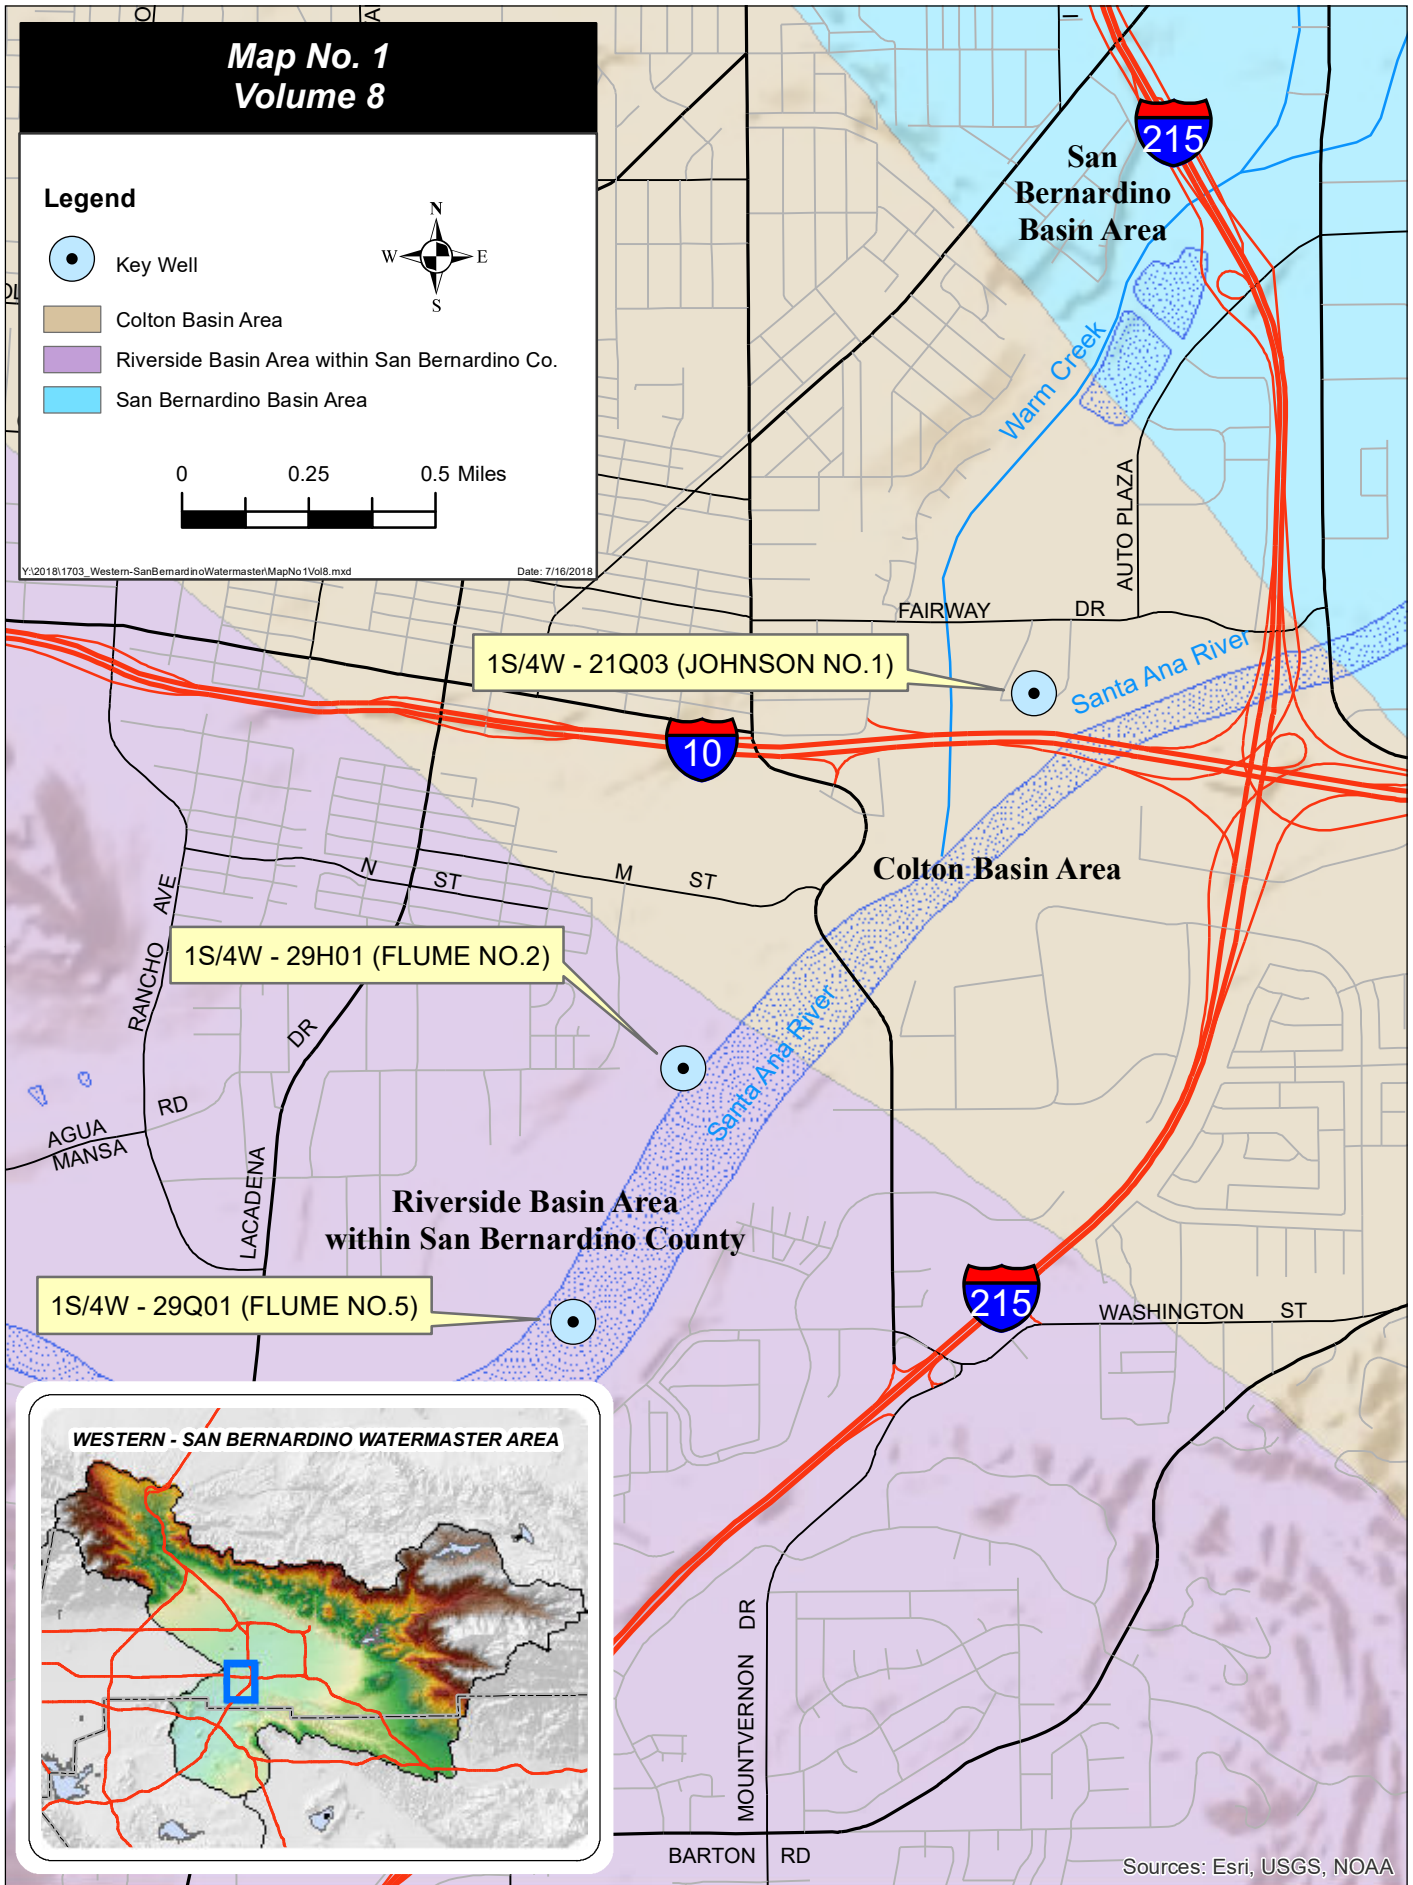 Map No. 1
Volume 8
Legend
Key Well
Colton Basin Area
Riverside Basin Area within San Bernardino Co.
San Bernardino Basin Area
N
W
E
S
0 0.25 0.5 Miles
Y:\2018\1703_Western-SanBernardinoWatermaster\MapNo1Vol8.mxd
Date: 7/16/2018
215
San
Bernardino
Basin Area
Warm Creek
AUTO PLAZA
FAIRWAY DR
1S/4W - 21Q03 (JOHNSON NO.1)
Santa Ana River
10
Colton Basin Area
N ST
M ST
RANCHO AVE
1S/4W - 29H01 (FLUME NO.2)
Santa Ana River
AGUA
MANSA
RD
LACADENA DR
Riverside Basin Area
within San Bernardino County
1S/4W - 29Q01 (FLUME NO.5)
215
WASHINGTON ST
WESTERN - SAN BERNARDINO WATERMASTER AREA
MOUNTVERNON DR
BARTON RD
Sources: Esri, USGS, NOAA